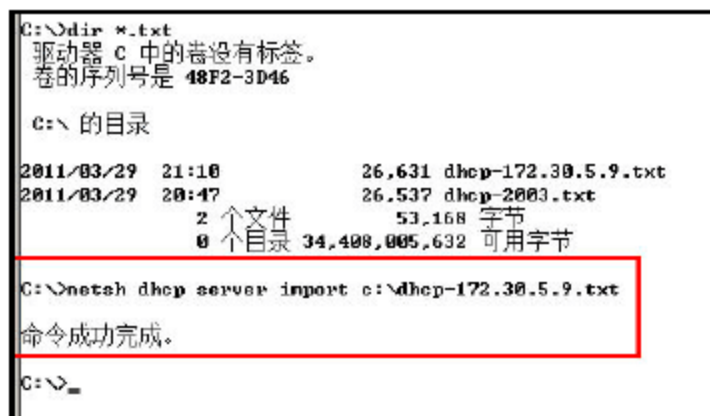 C:\>dir *.txt
驱动器 C 中的卷没有标签。
卷的序列号是 48F2-3D46
C:\ 的目录
2011/03/29 21:10 26,631 dhcp-172.30.5.9.txt
2011/03/29 20:47 26,537 dhcp-2003.txt
2 个文件 53,168 字节
0 个目录 34,408,005,632 可用字节
C:\>netsh dhcp server import c:\dhcp-172.30.5.9.txt
命令成功完成。
C:\>_